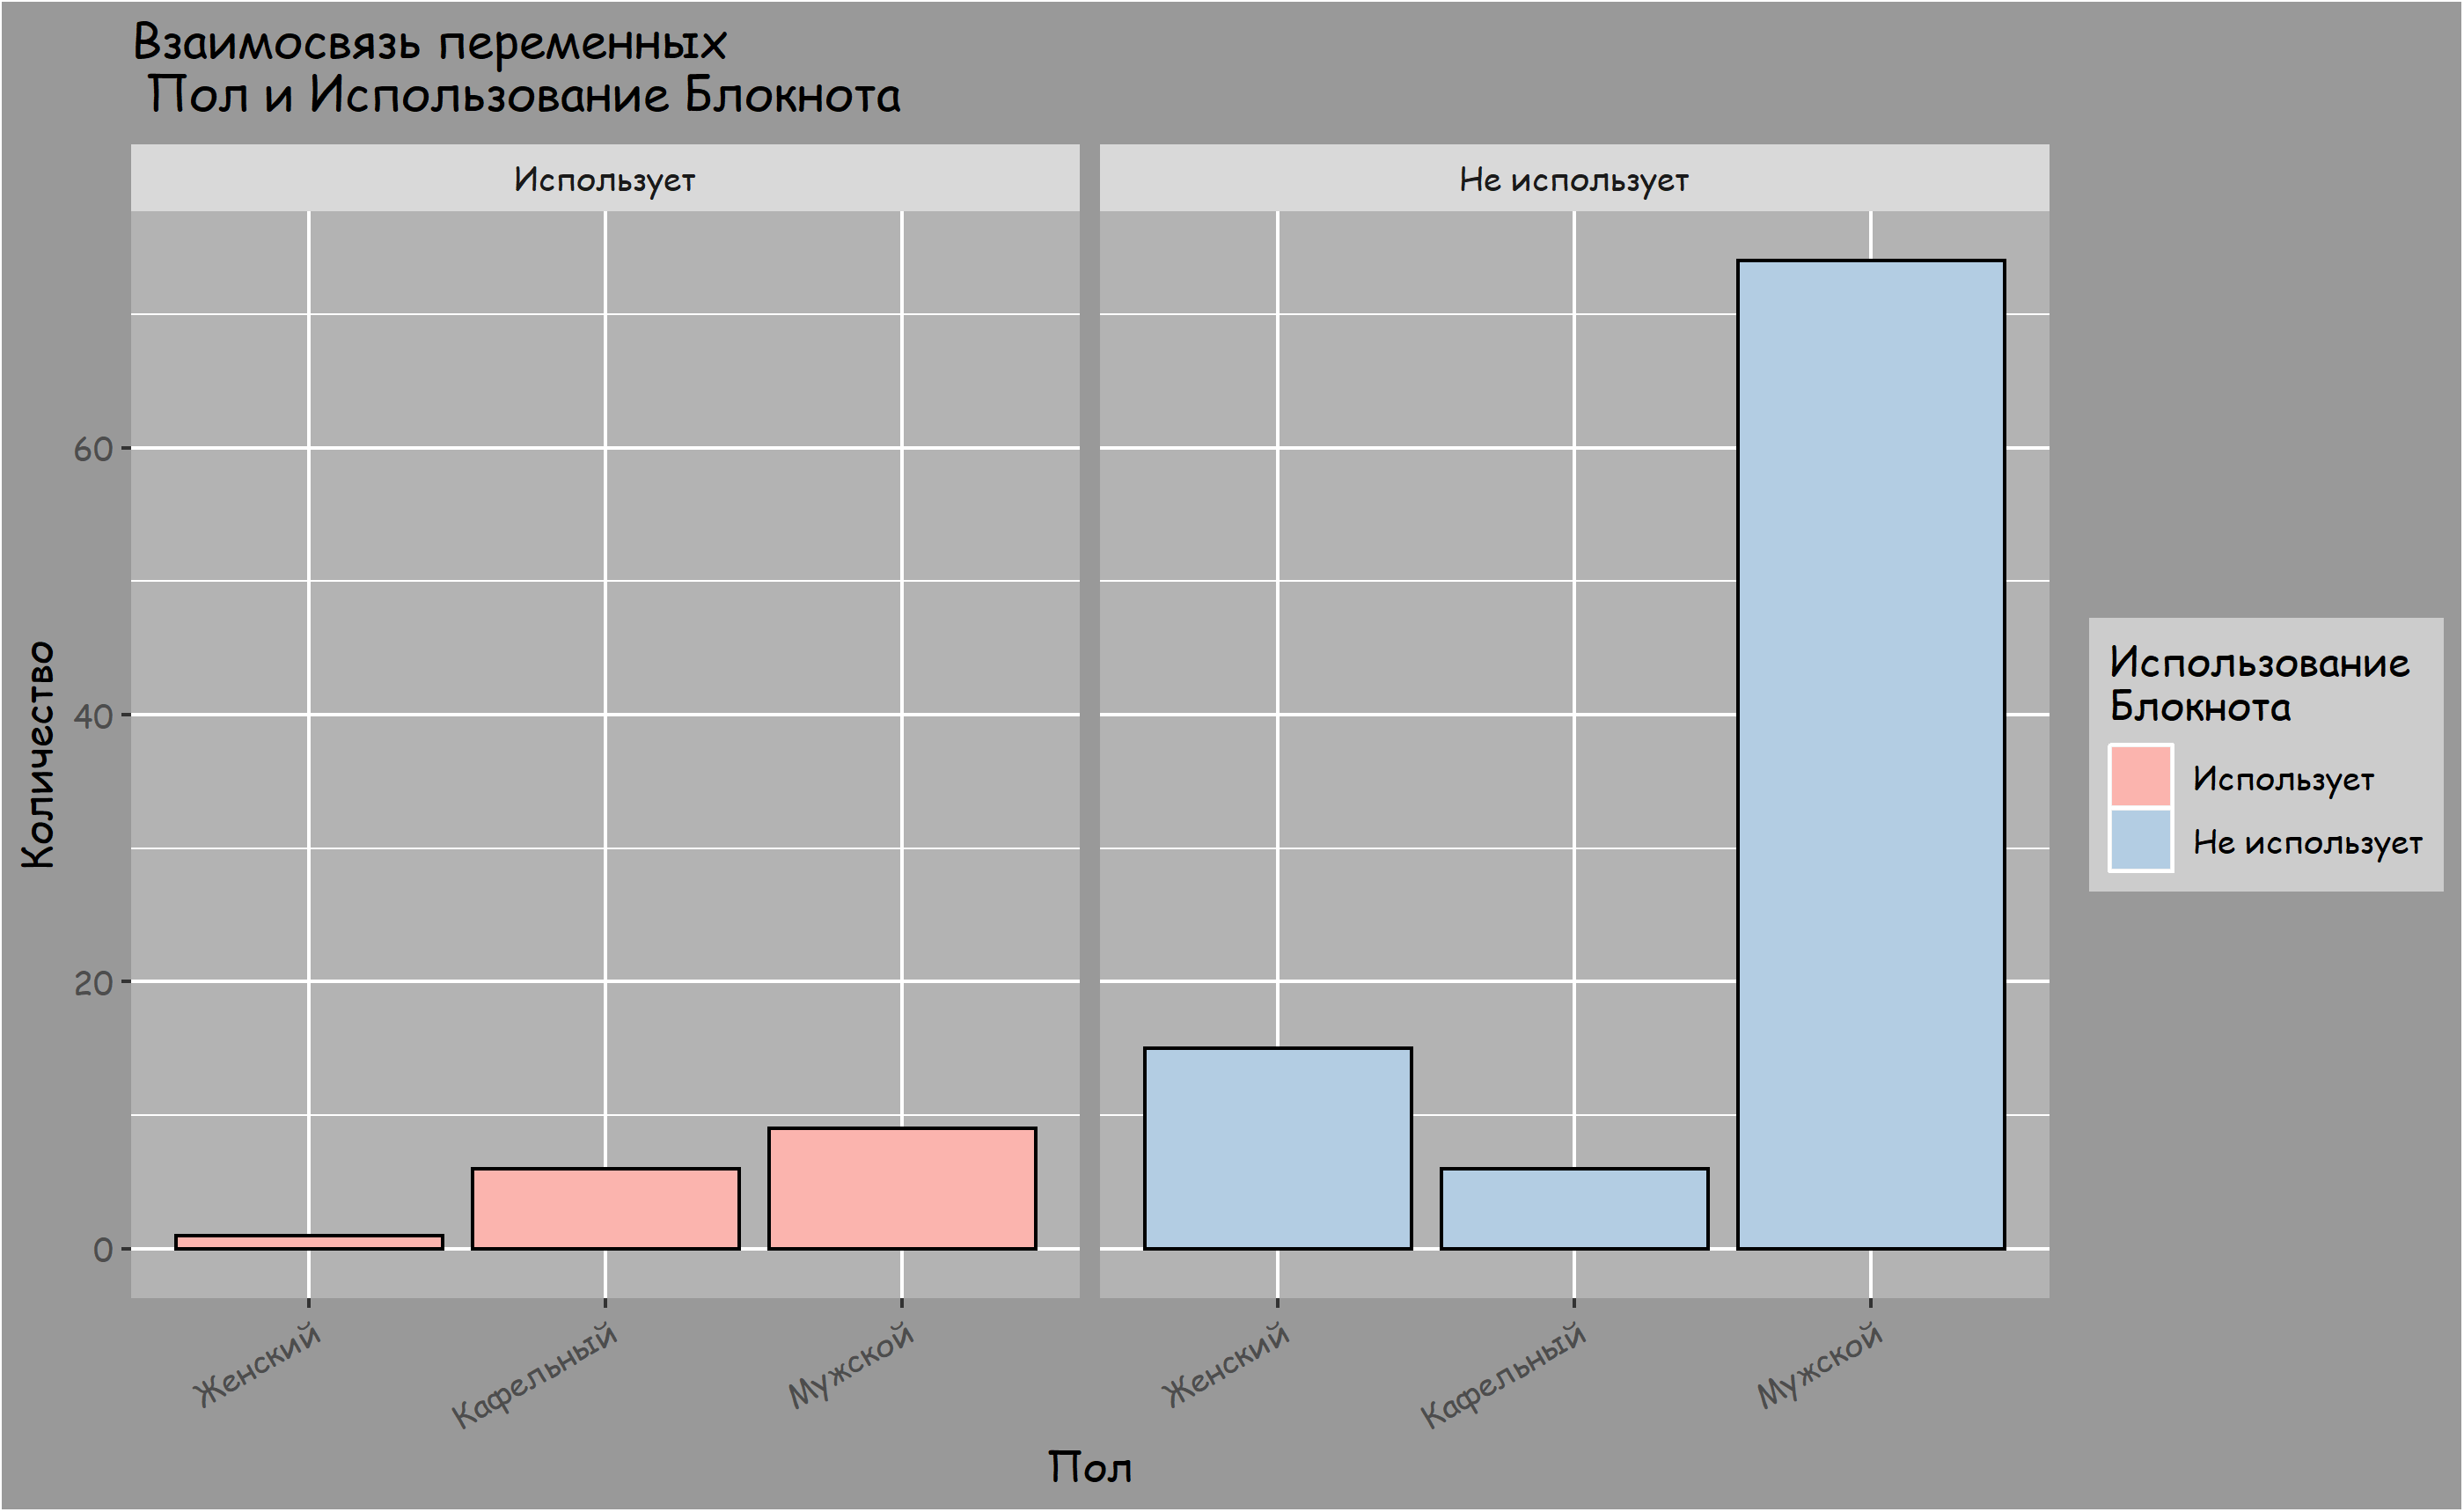 Взаимосвязь переменных
Пол и Использование Блокнота
Использует
Не использует
Количество
60
40
20
0
Женский
Кафельный
Мужской
Женский
Кафельный
Мужской
Пол
Использование
Блокнота
Использует
Не использует